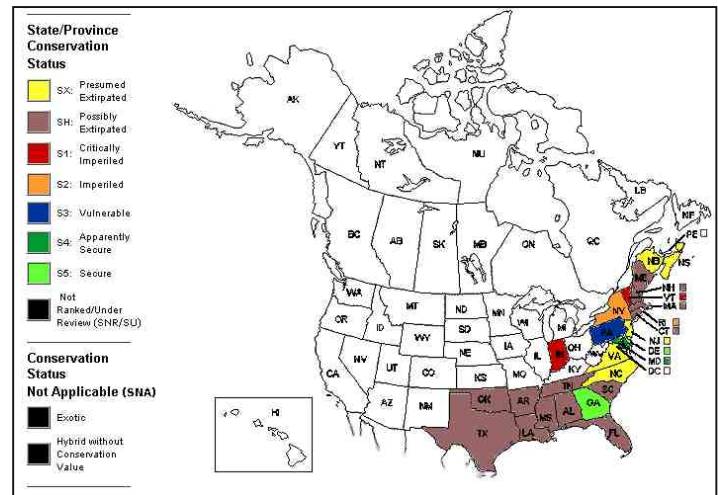 State/Province
Conservation
Status
SX: Presumed
Extirpated
SH: Possibly
Extirpated
S1: Critically
Imperiled
S2: Imperiled
S3: Vulnerable
S4: Apparently
Secure
S5: Secure
Not
Ranked/Under
Review (SNR/SU)
Conservation
Status
Not Applicable (SNA)
Exotic
Hybrid without
Conservation
Value
AK
YT
NT
NU
BC
AB
SK
MB
ON
QC
LB
NF
PE
NB
NS
ME
NH
VT
MA
RI
CT
NJ
DE
MD
DC
NY
PA
WA
OR
CA
NV
ID
MT
WY
UT
AZ
CO
NM
ND
SD
NE
KS
OK
TX
MN
IA
MO
AR
LA
WI
IL
MI
IN
OH
KY
TN
MS
AL
GA
FL
SC
NC
VA
WV
HI